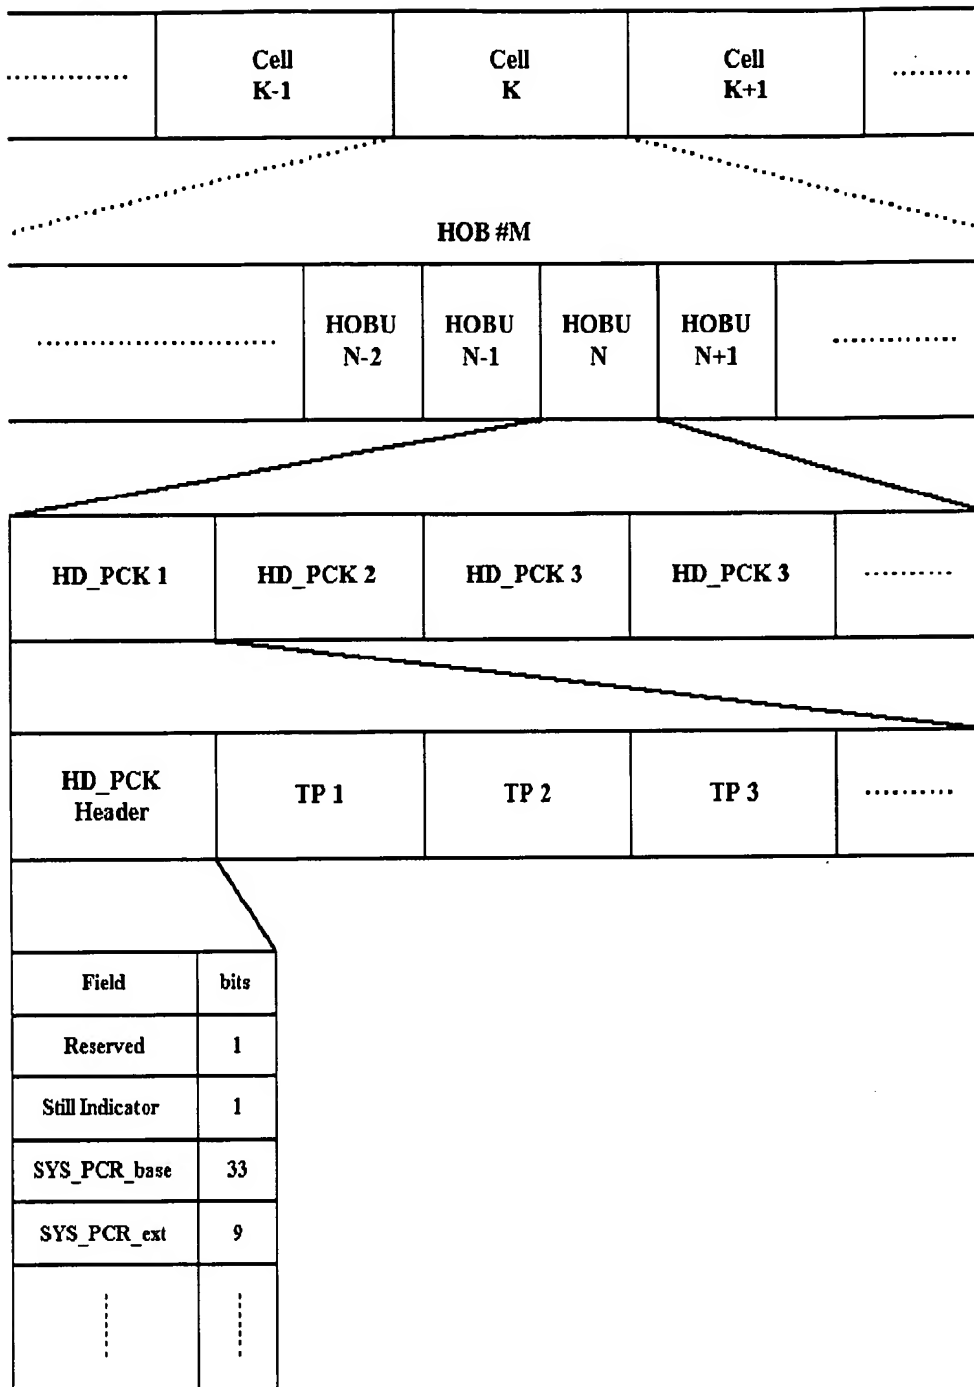 Cell
K-1
Cell
K
Cell
K+1
HOB #M
HOBU
N-2
HOBU
N-1
HOBU
N
HOBU
N+1
HD_PCK 1
HD_PCK 2
HD_PCK 3
HD_PCK 3
HD_PCK
Header
TP 1
TP 2
TP 3
Field bits
Reserved 1
Still Indicator 1
SYS_PCR_base 33
SYS_PCR_ext 9